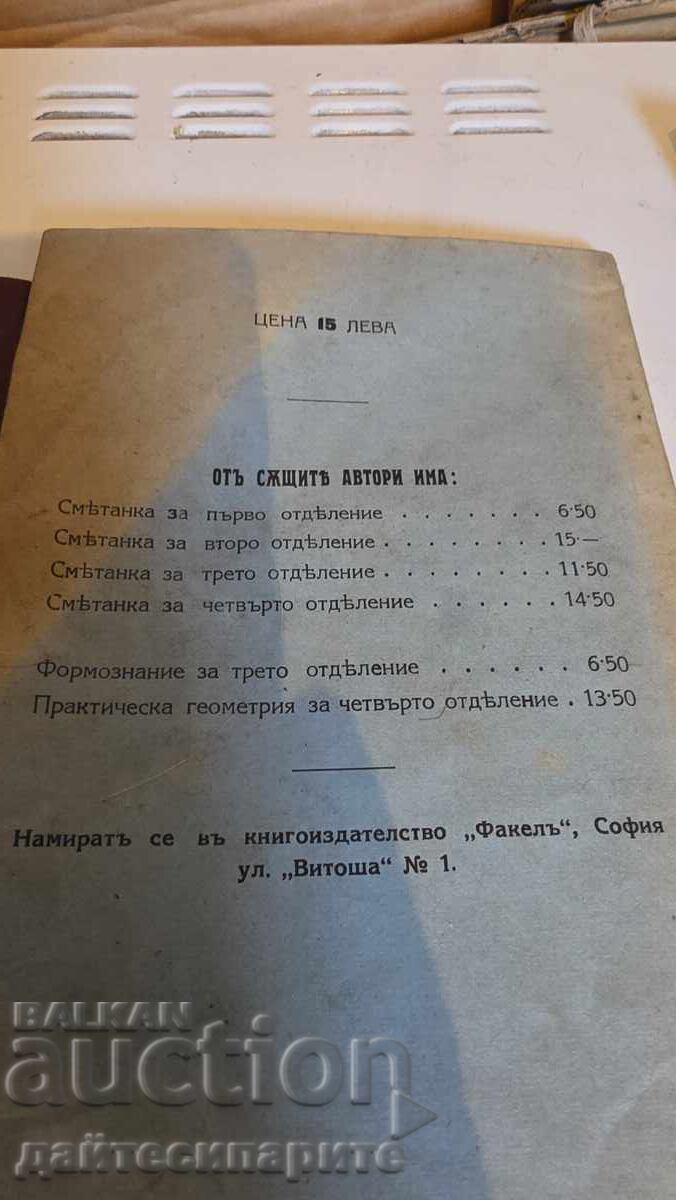 ЦЕНА 15 ЛЕВА
ОТЪ СѪЩИТѢ АВТОРИ ИМА:
Смѣтанка за първо отдѣление . . . . . . . 6·50
Смѣтанка за второ отдѣление . . . . . . . . 15·—
Смѣтанка за трето отдѣление . . . . . . . . 11·50
Смѣтанка за четвърто отдѣление . . . . . . 14·50
Формознание за трето отдѣление . . . . . . 6·50
Практическа геометрия за четвърто отдѣление . 13·50
Намиратъ се въ книгоиздателство „Факелъ“, София
ул. „Витоша“ № 1.
BALKAN
auction
дайтесипарите